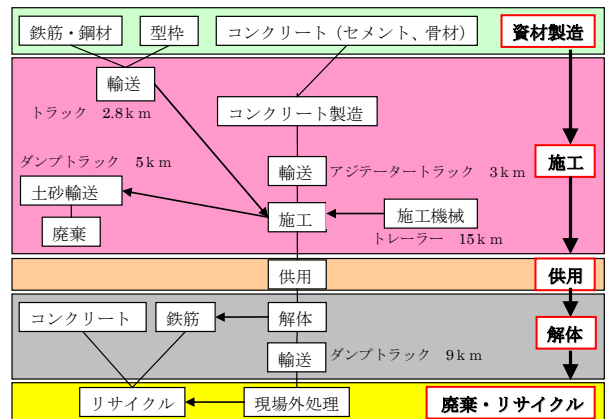 鉄筋・鋼材
型枠
コンクリート（セメント、骨材）
資材製造
輸送
トラック 2.8ｋｍ
コンクリート製造
ダンプトラック 5ｋｍ
輸送
アジテータートラック 3ｋｍ
施工
土砂輸送
施工
施工機械
廃棄
トレーラー 15ｋｍ
供用
供用
コンクリート
鉄筋
解体
解体
輸送
ダンプトラック 9ｋｍ
リサイクル
現場外処理
廃棄・リサイクル